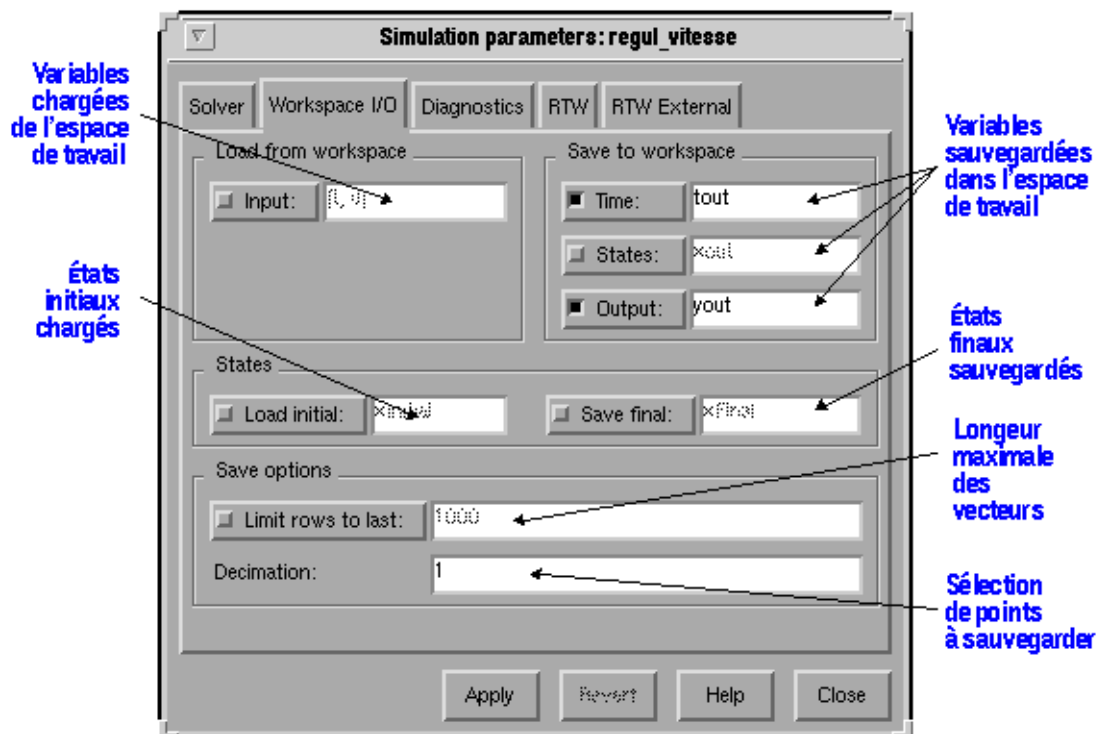 Simulation parameters: regul_vitesse
Variables
chargées
de l'espace
de travail
Solver
Workspace I/O
Diagnostics
RTW
RTW External
Load from workspace
Input:
[t, u]
Save to workspace
Time:
tout
States:
xout
Output:
yout
Variables
sauvegardées
dans l'espace
de travail
États
initiaux
chargés
États
finaux
sauvegardés
States
Load initial:
xInitial
Save final:
xFinal
Longeur
maximale
des
vecteurs
Save options
Limit rows to last:
1000
Decimation:
1
Sélection
de points
à sauvegarder
Apply
Revert
Help
Close